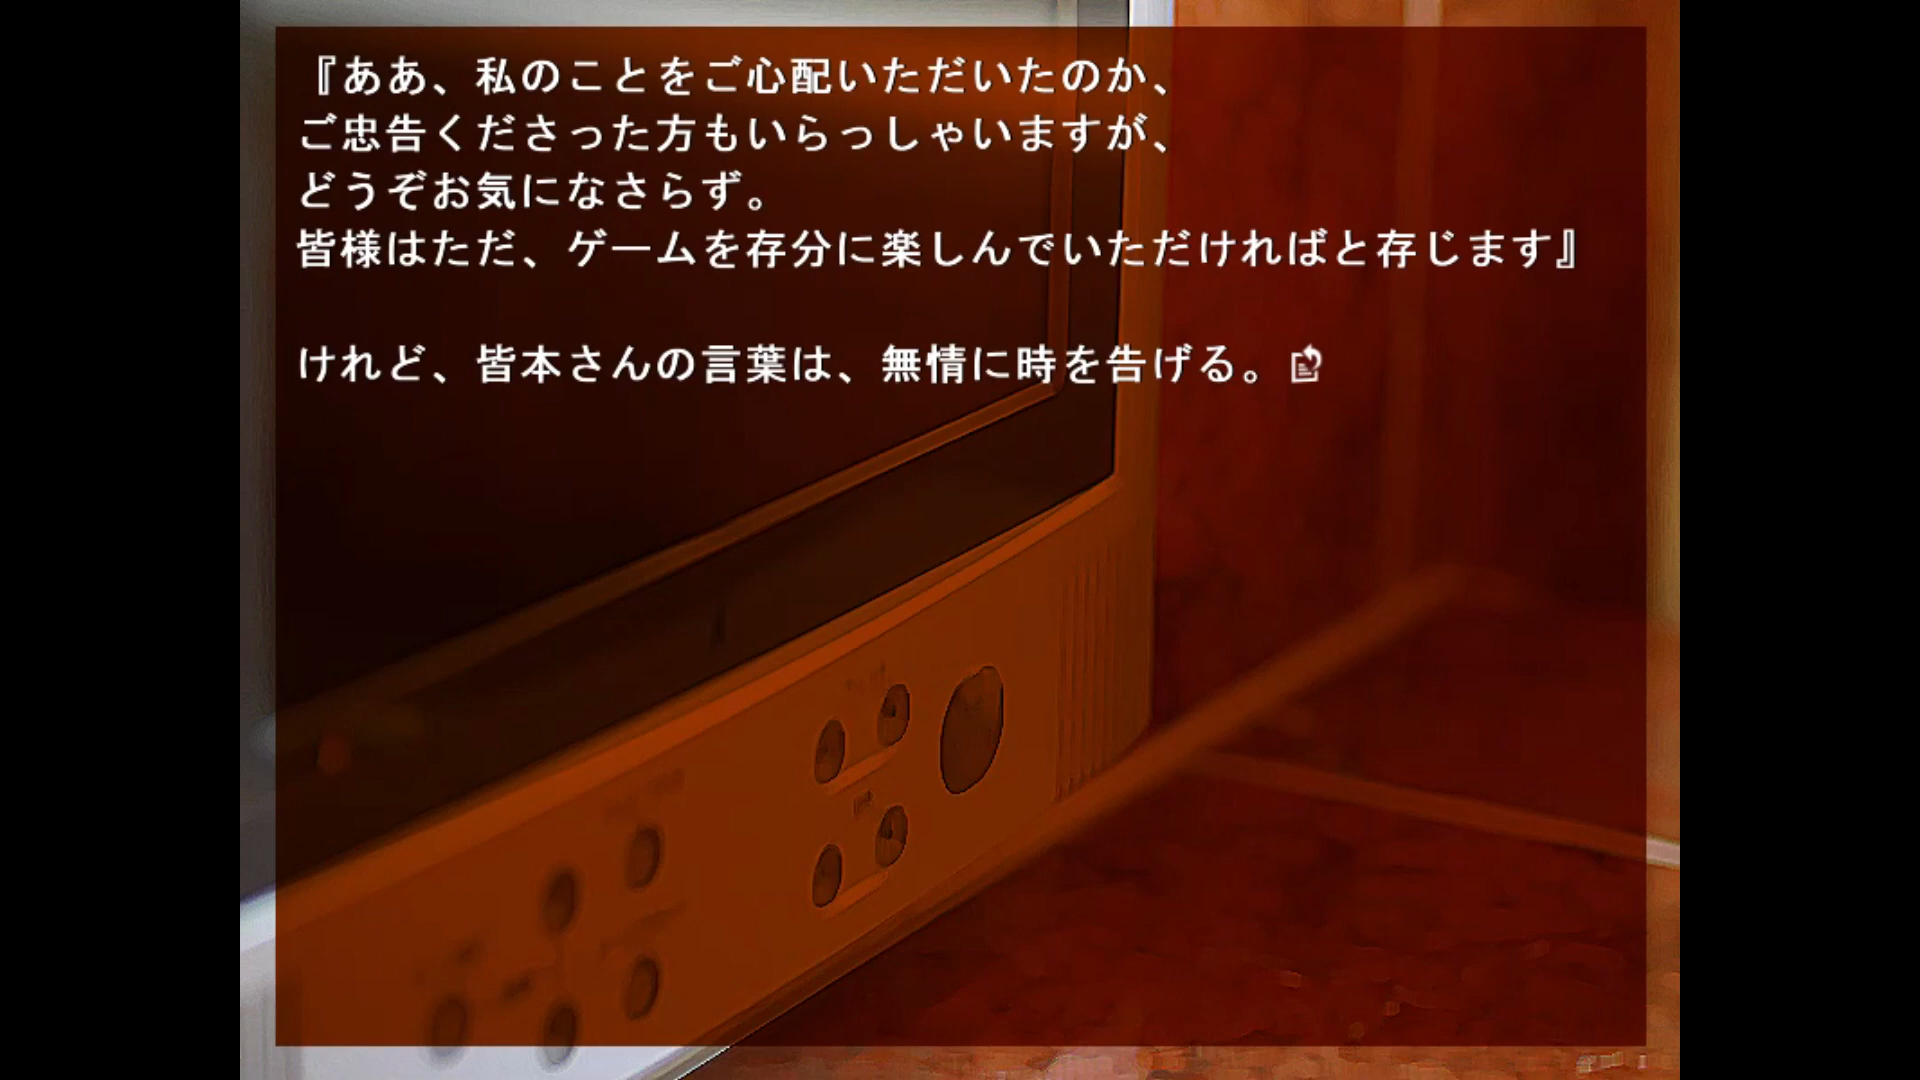 『ああ、私のことをご心配いただいたのか、
ご忠告くださった方もいらっしゃいますが、
どうぞお気になさらず。
皆様はただ、ゲームを存分に楽しんでいただければと存じます』
けれど、皆本さんの言葉は、無情に時を告げる。